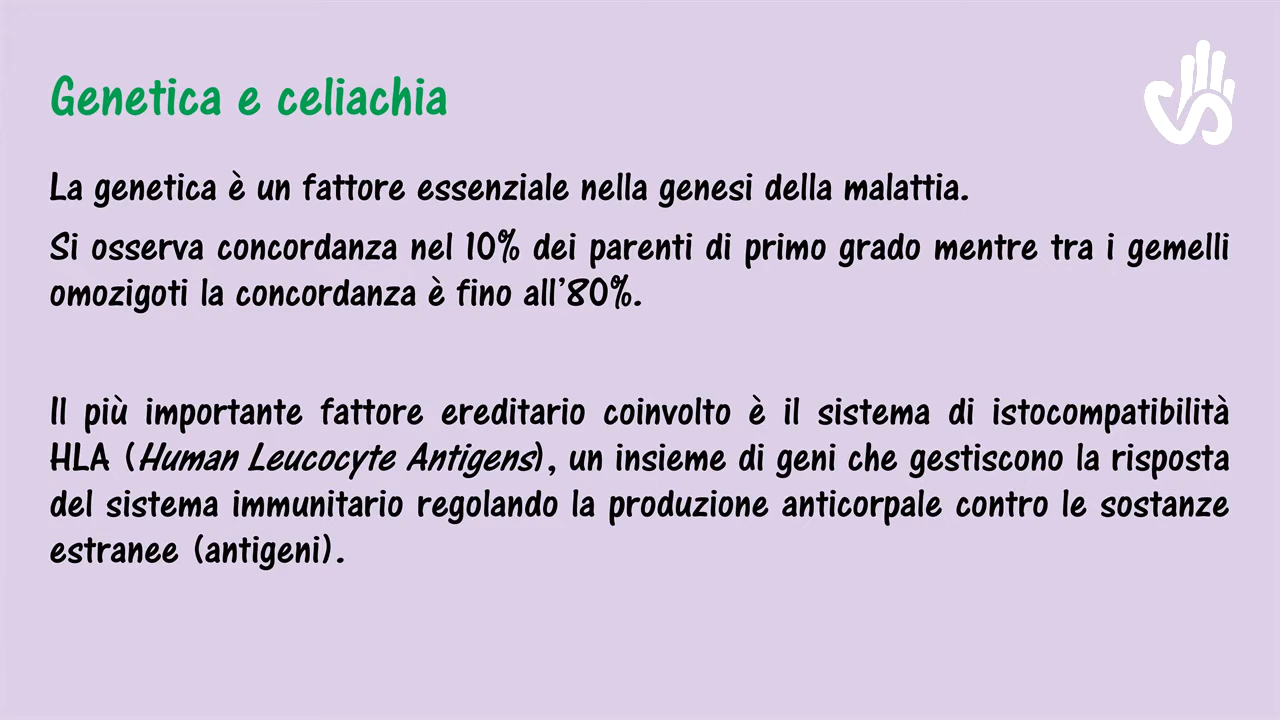 Genetica e celiachia
La genetica è un fattore essenziale nella genesi della malattia.
Si osserva concordanza nel 10% dei parenti di primo grado mentre tra i gemelli
omozigoti la concordanza è fino all'80%.
Il più importante fattore ereditario coinvolto è il sistema di istocompatibilità
HLA (Human Leucocyte Antigens), un insieme di geni che gestiscono la risposta
del sistema immunitario regolando la produzione anticorpale contro le sostanze
estranee (antigeni).